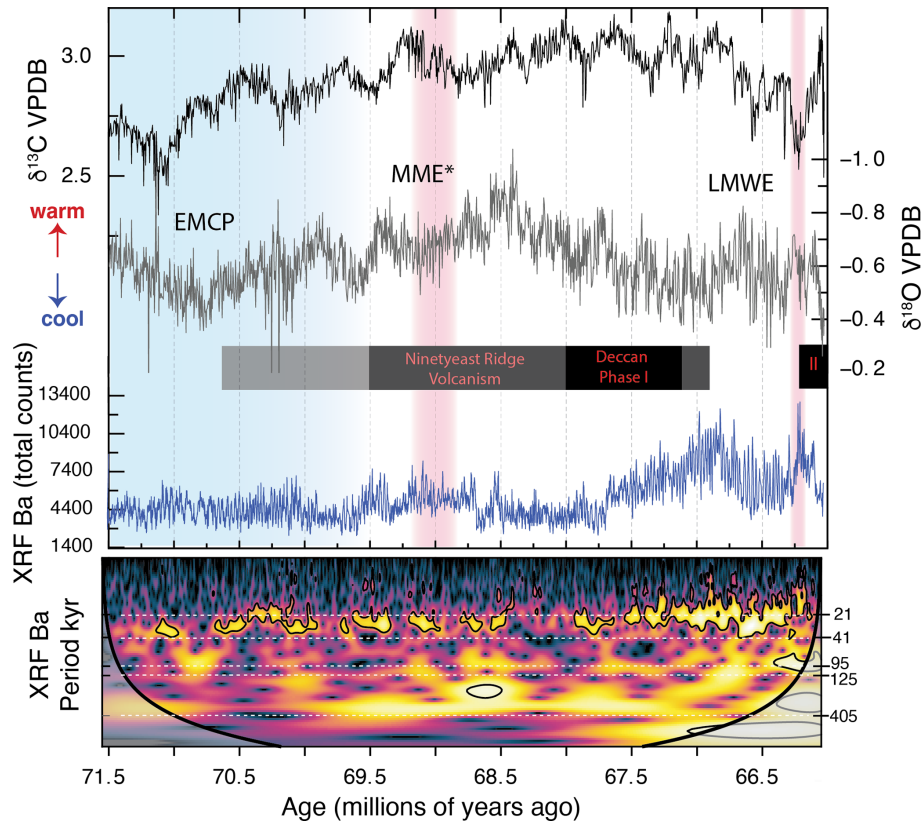 3.0
2.5
δ¹³C VPDB
warm
cool
EMCP
MME*
LMWE
−1.0
−0.8
−0.6
−0.4
−0.2
δ¹⁸O VPDB
Ninetyeast Ridge
Volcanism
Deccan
Phase I
II
13400
10400
7400
4400
1400
XRF Ba (total counts)
XRF Ba
Period kyr
21
41
95
125
405
71.5
70.5
69.5
68.5
67.5
66.5
Age (millions of years ago)